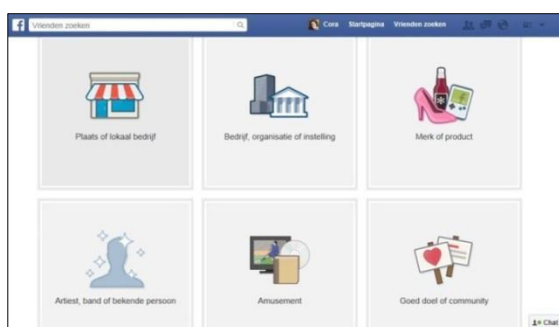 f Vrienden zoeken Cora Startpagina Vrienden zoeken
Plaats of lokaal bedrijf Bedrijf, organisatie of instelling Merk of product
Artiest, band of bekende persoon Amusement Goed doel of community
Chat